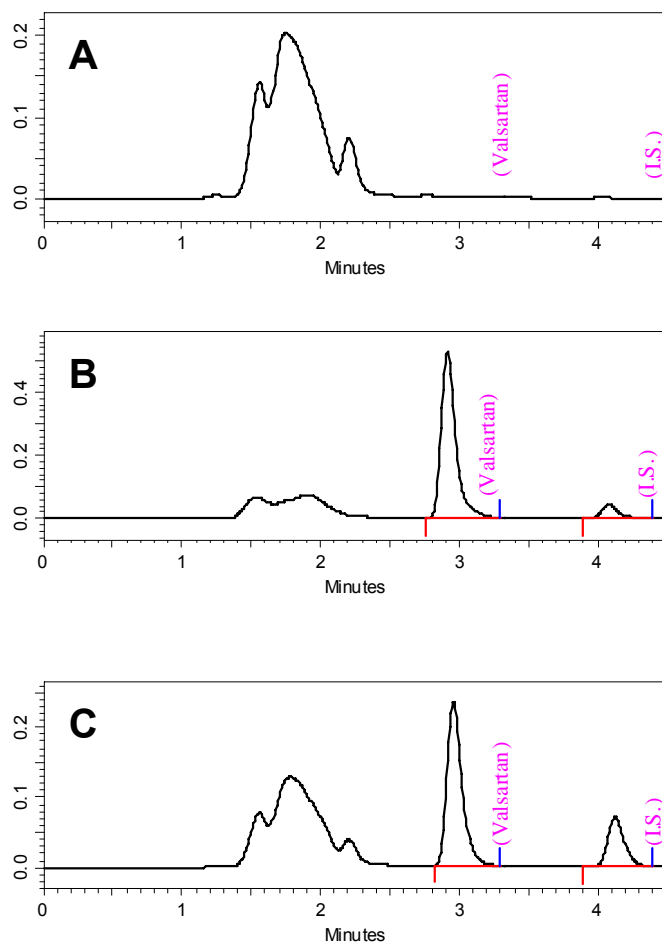 A
0.2
0.1
0.0
(Valsartan)
(I.S.)
0 1 2 3 4
Minutes
B
0.4
0.2
0.0
(Valsartan)
(I.S.)
0 1 2 3 4
Minutes
C
0.2
0.1
0.0
(Valsartan)
(I.S.)
0 1 2 3 4
Minutes